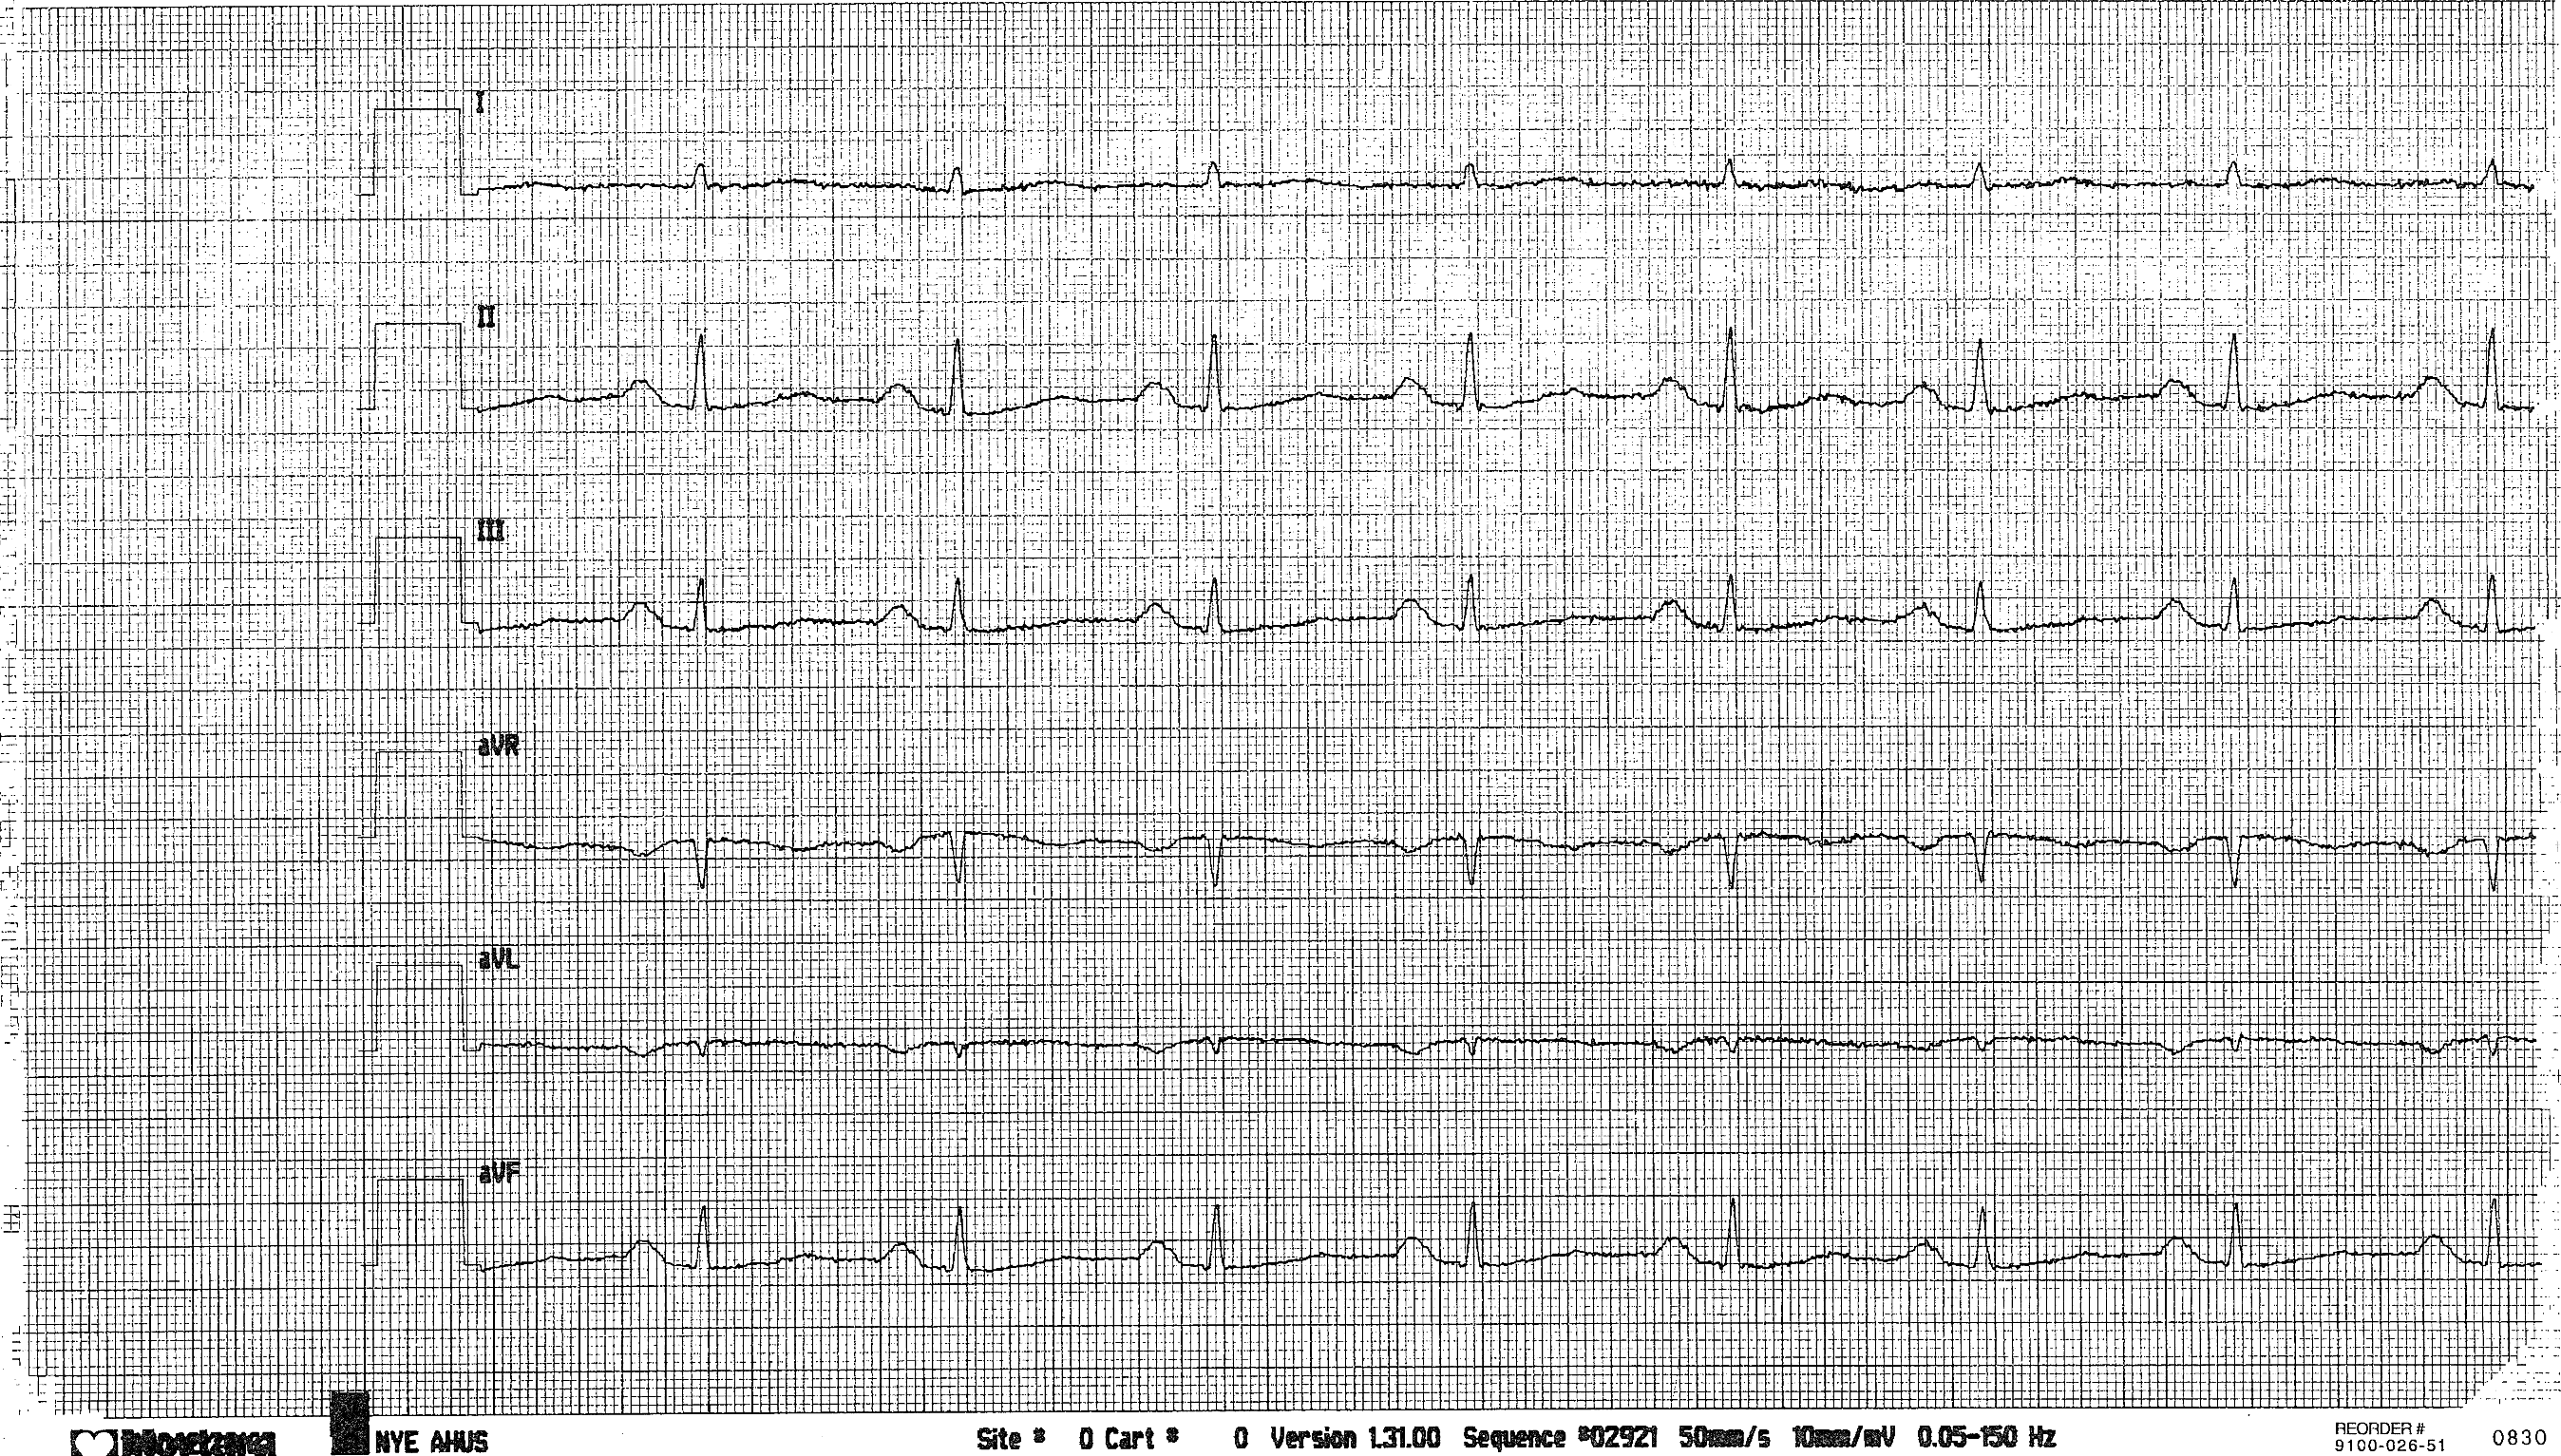 I
II
III
aVR
aVL
aVF
NYE AHUS
Site # 0 Cart # 0 Version 1.31.00 Sequence #02921 50mm/s 10mm/mV 0.05-150 Hz
REORDER #
9100-026-51
0830